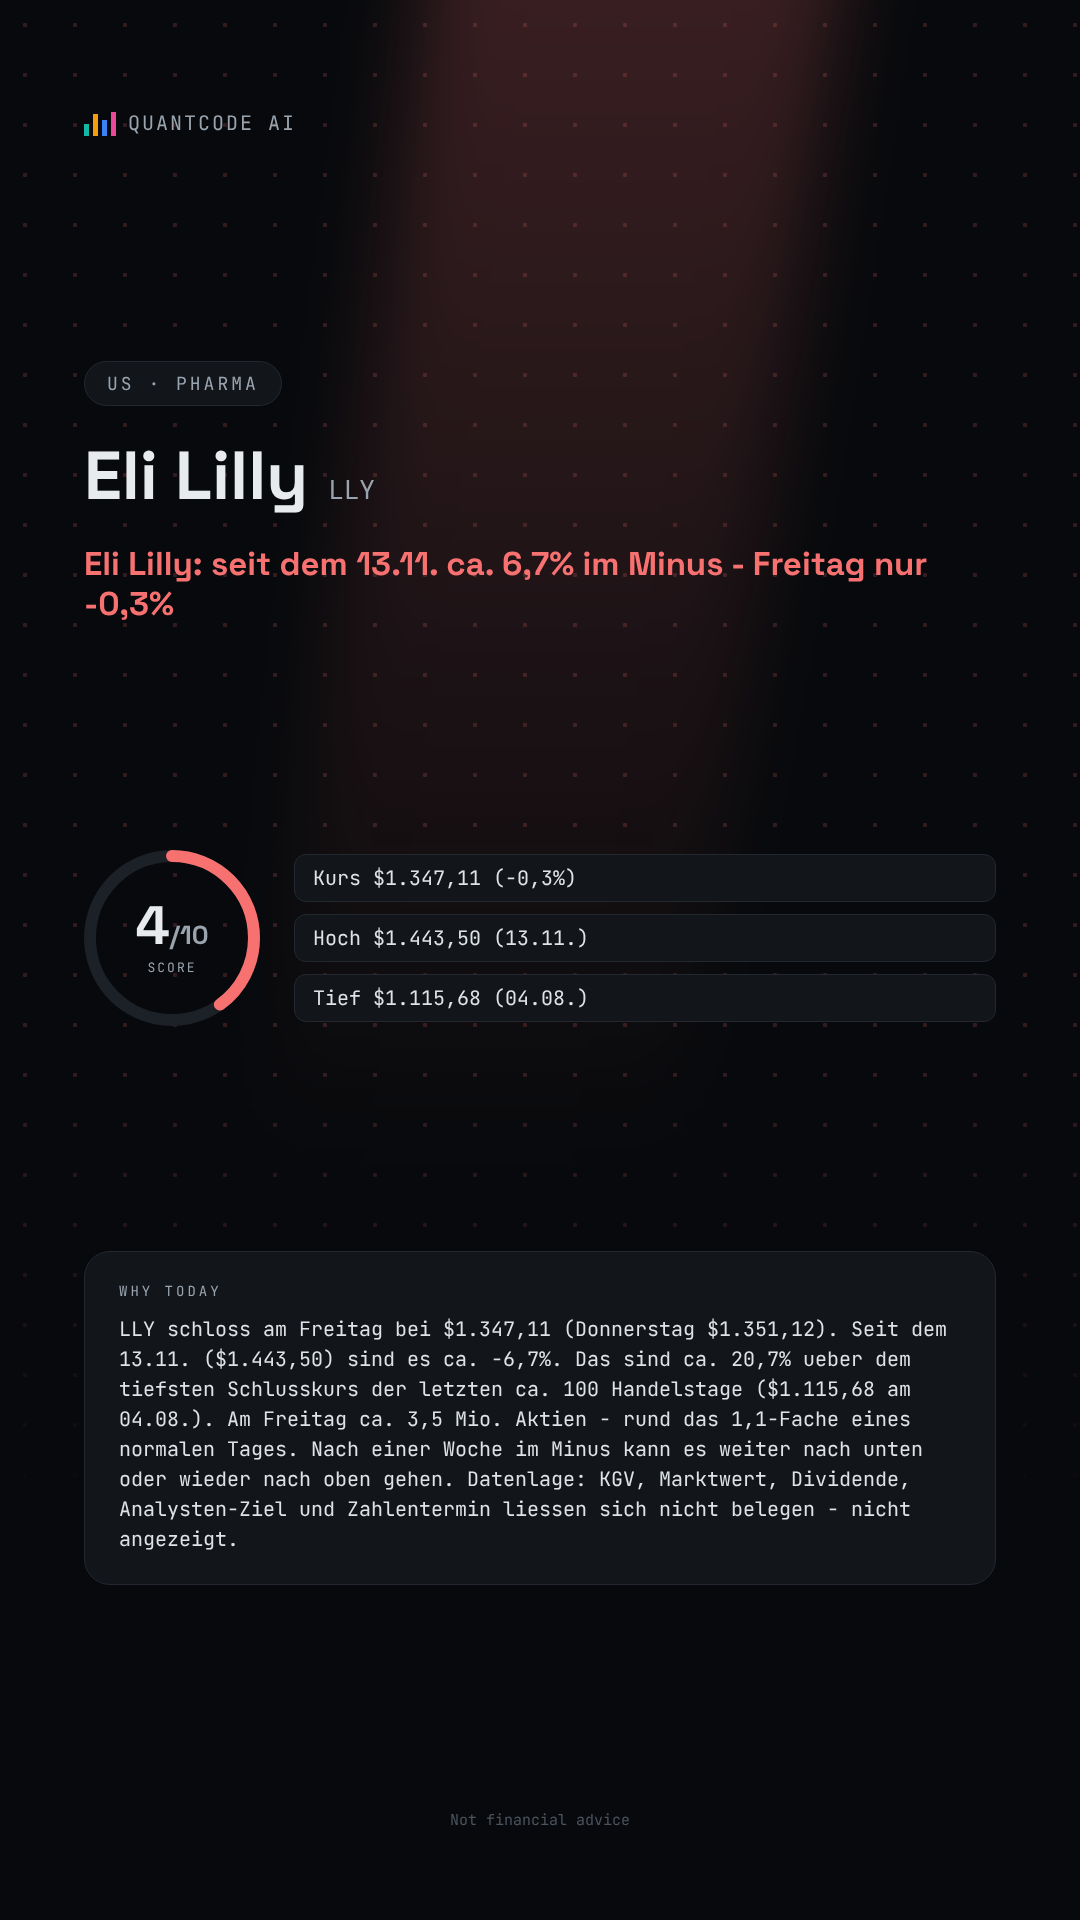 QUANTCODE AI
US · PHARMA
Eli Lilly LLY
Eli Lilly: seit dem 13.11. ca. 6,7% im Minus - Freitag nur
-0,3%
4/10
SCORE
Kurs $1.347,11 (-0,3%)
Hoch $1.443,50 (13.11.)
Tief $1.115,68 (04.08.)
WHY TODAY
LLY schloss am Freitag bei $1.347,11 (Donnerstag $1.351,12). Seit dem
13.11. ($1.443,50) sind es ca. -6,7%. Das sind ca. 20,7% ueber dem
tiefsten Schlusskurs der letzten ca. 100 Handelstage ($1.115,68 am
04.08.). Am Freitag ca. 3,5 Mio. Aktien - rund das 1,1-Fache eines
normalen Tages. Nach einer Woche im Minus kann es weiter nach unten
oder wieder nach oben gehen. Datenlage: KGV, Marktwert, Dividende,
Analysten-Ziel und Zahlentermin liessen sich nicht belegen - nicht
angezeigt.
Not financial advice